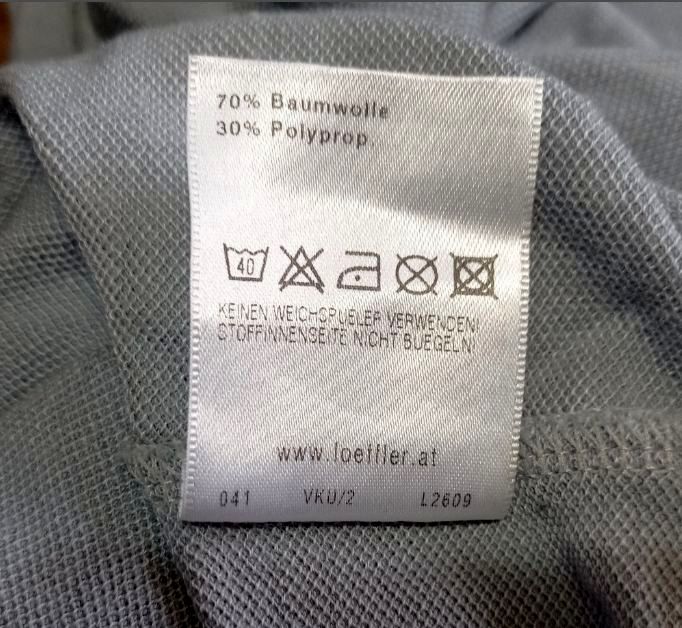 70% Baumwolle
30% Polyprop.
40
KEINEN WEICHSPUELER VERWENDEN!
STOFFINNENSEITE NICHT BUEGELN!
www.loeffler.at
041 VKU/2 L2609